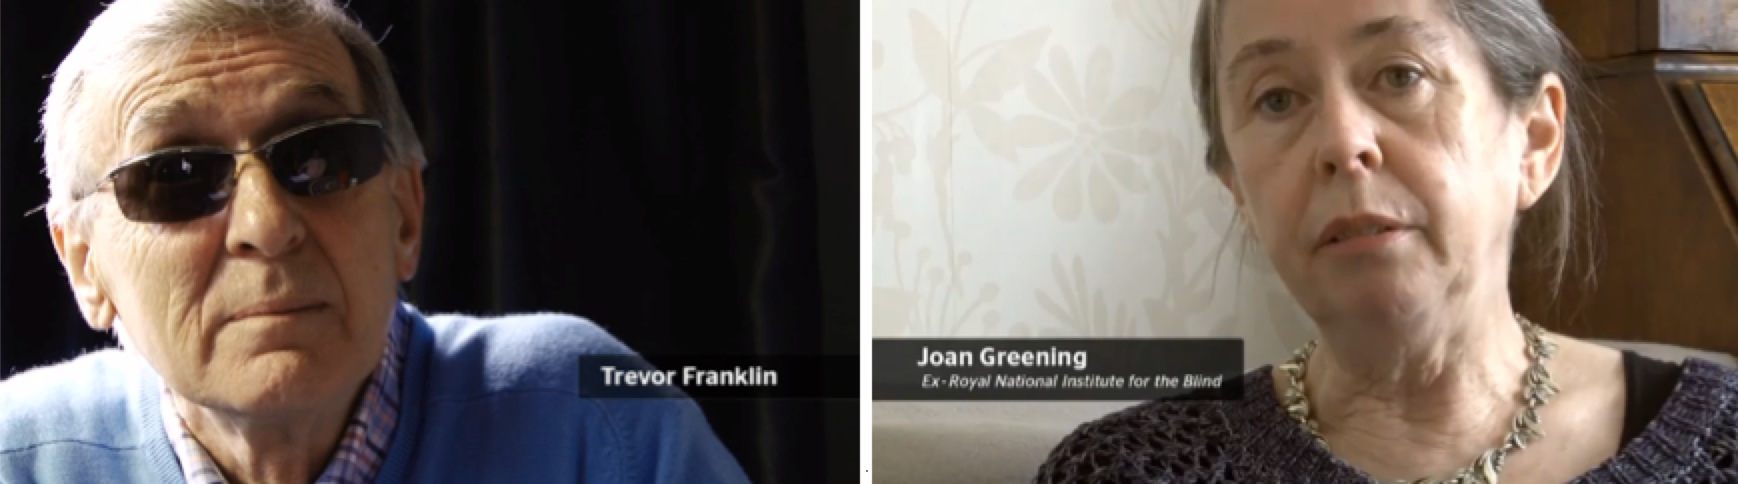 Trevor Franklin
Joan Greening
Ex-Royal National Institute for the Blind